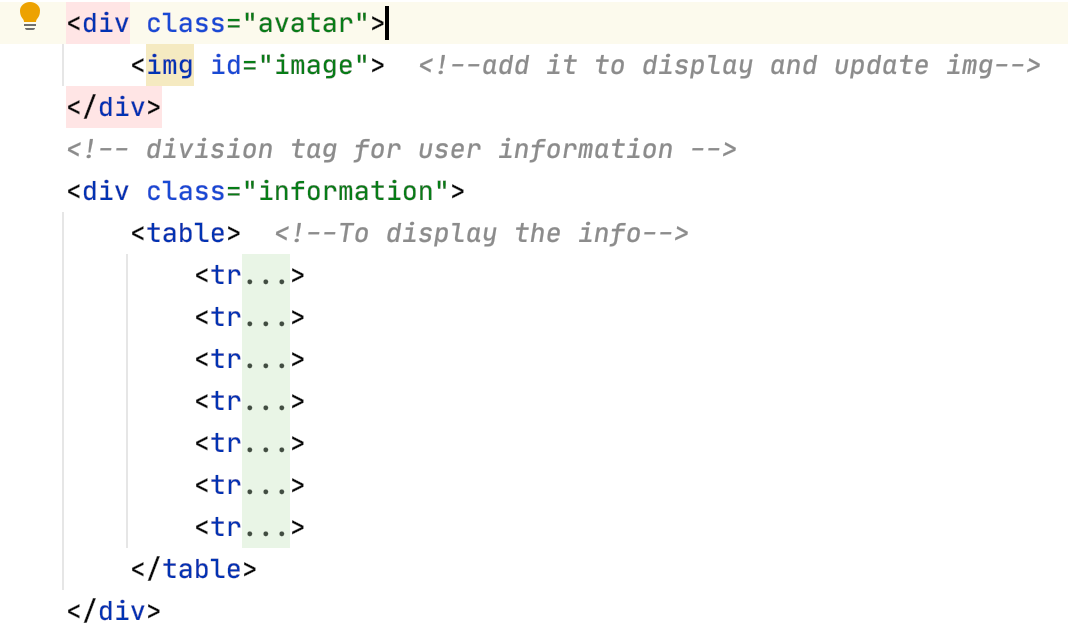 <div class="avatar">
    <img id="image">  <!--add it to display and update img-->
</div>
<!-- division tag for user information -->
<div class="information">
    <table>  <!--To display the info-->
        <tr...>
        <tr...>
        <tr...>
        <tr...>
        <tr...>
        <tr...>
        <tr...>
    </table>
</div>